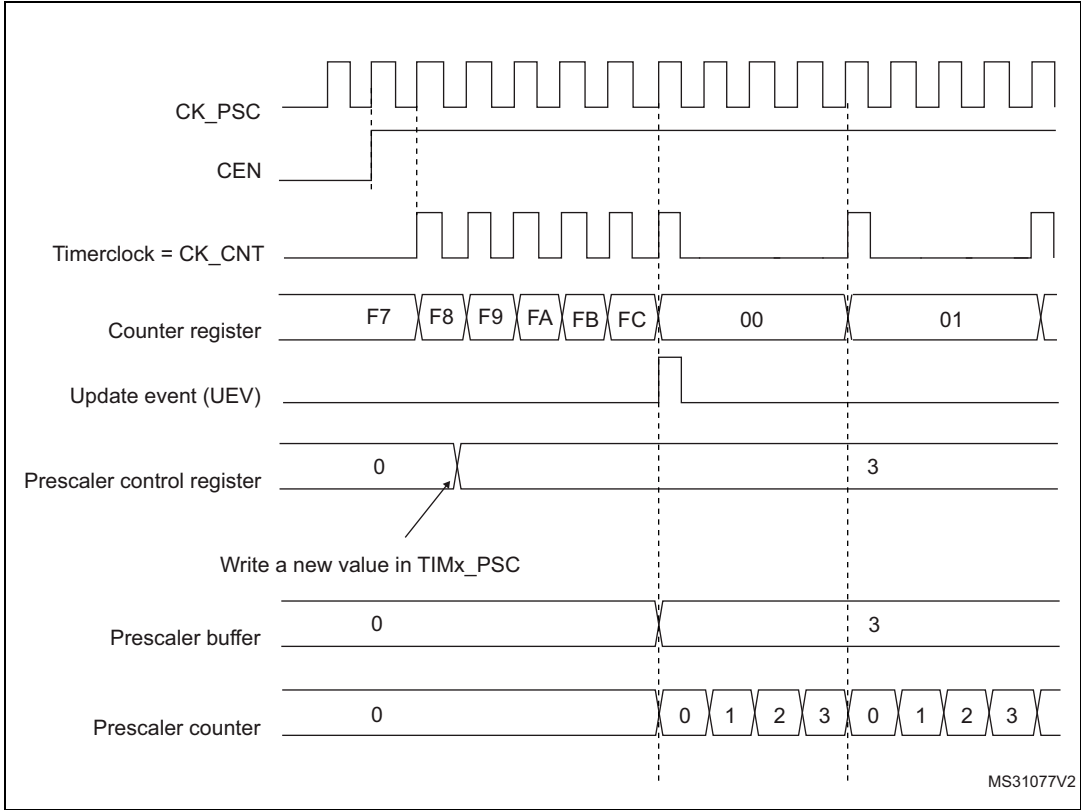 CK_PSC
CEN
Timerclock = CK_CNT
Counter register F7 F8 F9 FA FB FC 00 01
Update event (UEV)
Prescaler control register 0 3
Write a new value in TIMx_PSC
Prescaler buffer 0 3
Prescaler counter 0 0 1 2 3 0 1 2 3
MS31077V2